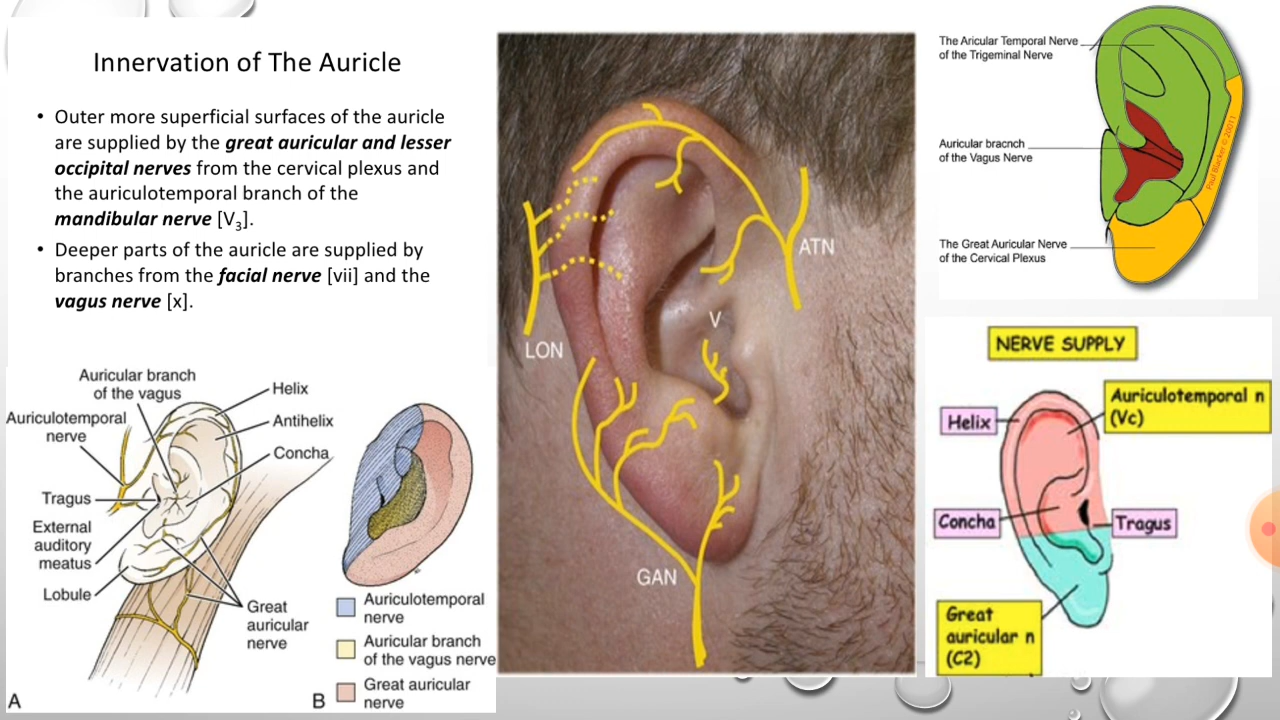 Innervation of The Auricle
• Outer more superficial surfaces of the auricle
are supplied by the great auricular and lesser
occipital nerves from the cervical plexus and
the auriculotemporal branch of the
mandibular nerve [V3].
• Deeper parts of the auricle are supplied by
branches from the facial nerve [vii] and the
vagus nerve [x].
Auricular branch
of the vagus
Auriculotemporal
nerve
Tragus
External
auditory
meatus
Lobule
Helix
Antihelix
Concha
Great
auricular
nerve
A
B
Auriculotemporal
nerve
Auricular branch
of the vagus nerve
Great auricular
nerve
ATN
V
LON
GAN
The Aricular Temporal Nerve
of the Trigeminal Nerve
Auricular bracnch
of the Vagus Nerve
The Great Auricular Nerve
of the Cervical Plexus
NERVE SUPPLY
Auriculotemporal n
(Vc)
Helix
Concha
Tragus
Great
auricular n
(C2)